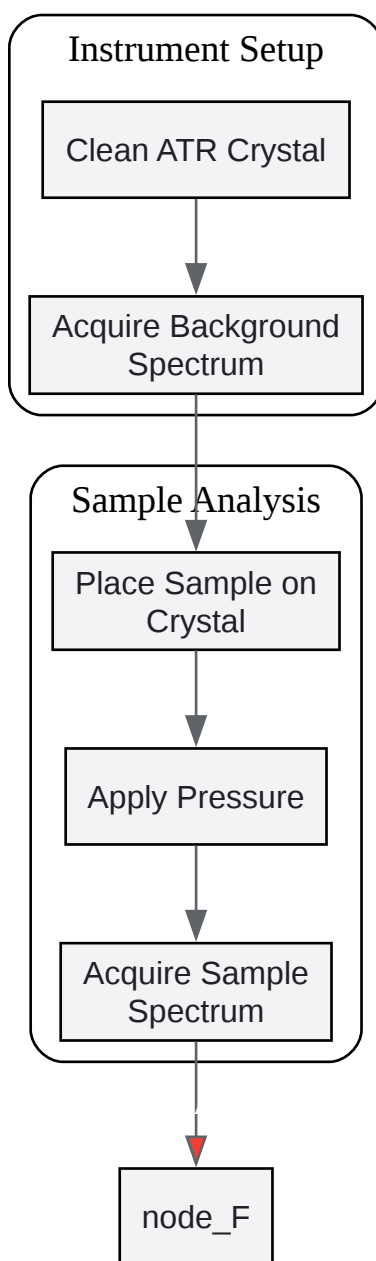 Instrument Setup
Clean ATR Crystal
Acquire Background
Spectrum
Sample Analysis
Place Sample on
Crystal
Apply Pressure
Acquire Sample
Spectrum
node_F